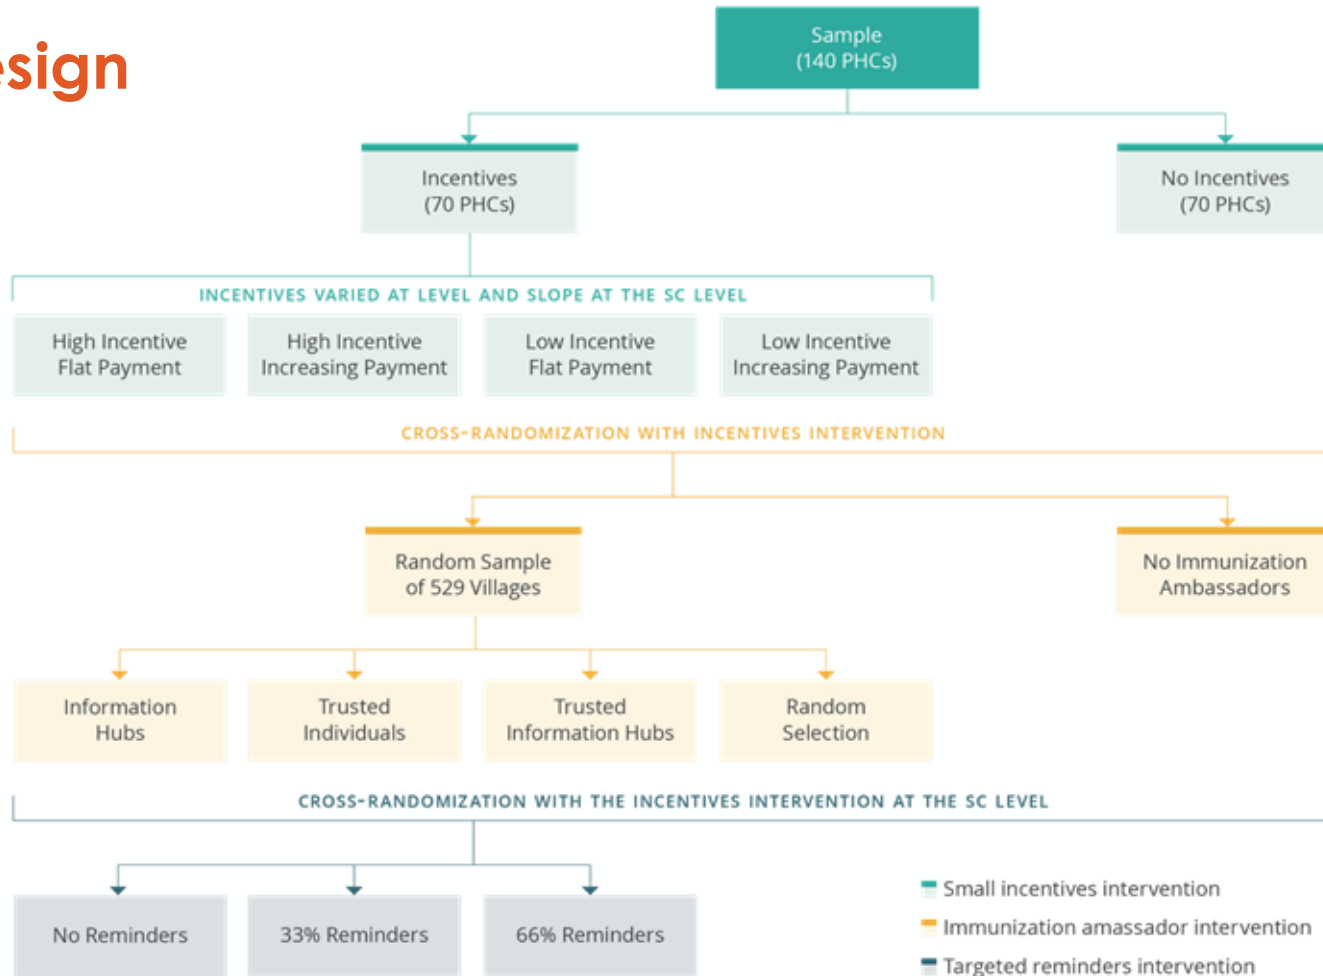 esign
Sample
(140 PHCs)
Incentives
(70 PHCs)
No Incentives
(70 PHCs)
INCENTIVES VARIED AT LEVEL AND SLOPE AT THE SC LEVEL
High Incentive
Flat Payment
High Incentive
Increasing Payment
Low Incentive
Flat Payment
Low Incentive
Increasing Payment
CROSS-RANDOMIZATION WITH INCENTIVES INTERVENTION
Random Sample
of 529 Villages
No Immunization
Ambassadors
Information
Hubs
Trusted
Individuals
Trusted
Information Hubs
Random
Selection
CROSS-RANDOMIZATION WITH THE INCENTIVES INTERVENTION AT THE SC LEVEL
No Reminders
33% Reminders
66% Reminders
Small incentives intervention
Immunization amassador intervention
Targeted reminders intervention